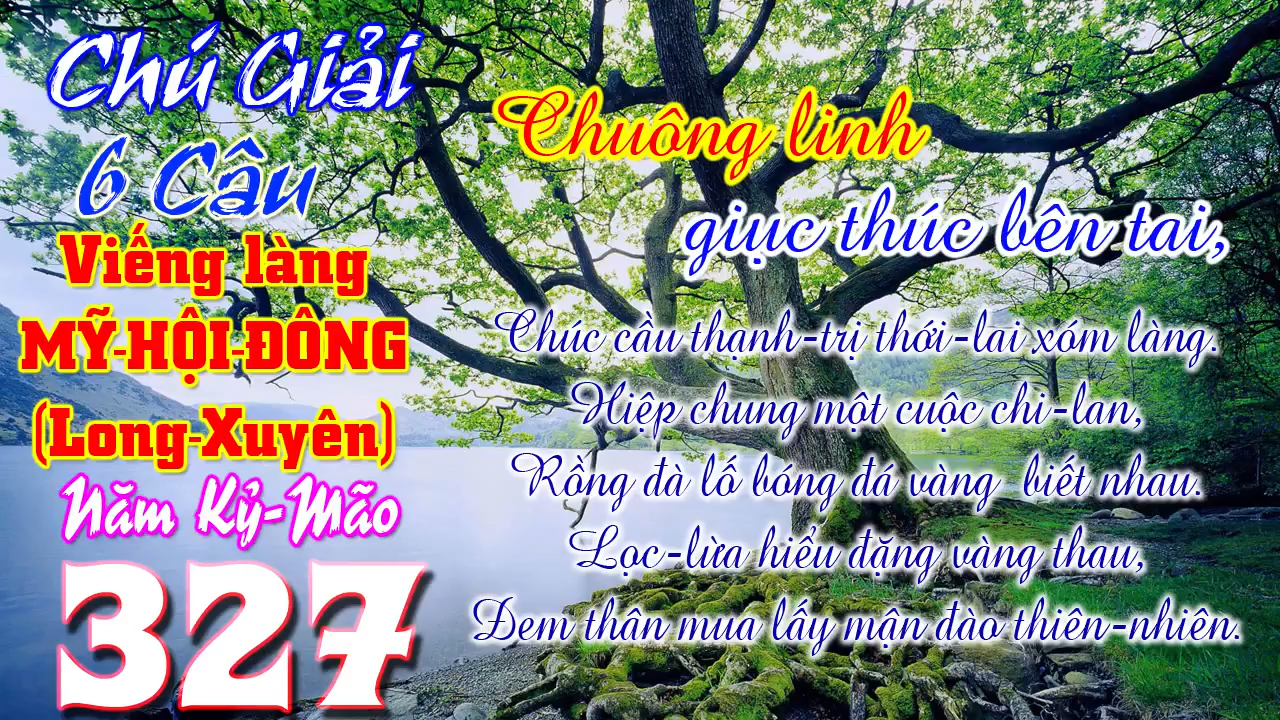 Chú Giải
6 Câu
Viếng làng
MỸ-HỘI-ĐÔNG
(Long-Xuyên)
Năm Kỷ-Mão
327
Chuông linh
giục thúc bên tai,
Chúc cầu thạnh-trị thới-lai xóm làng.
Hiệp chung một cuộc chi-lan,
Rồng đà lố bóng đá vàng biết nhau.
Lọc-lừa hiểu đặng vàng thau,
Đem thân mua lấy mận đào thiên-nhiên.